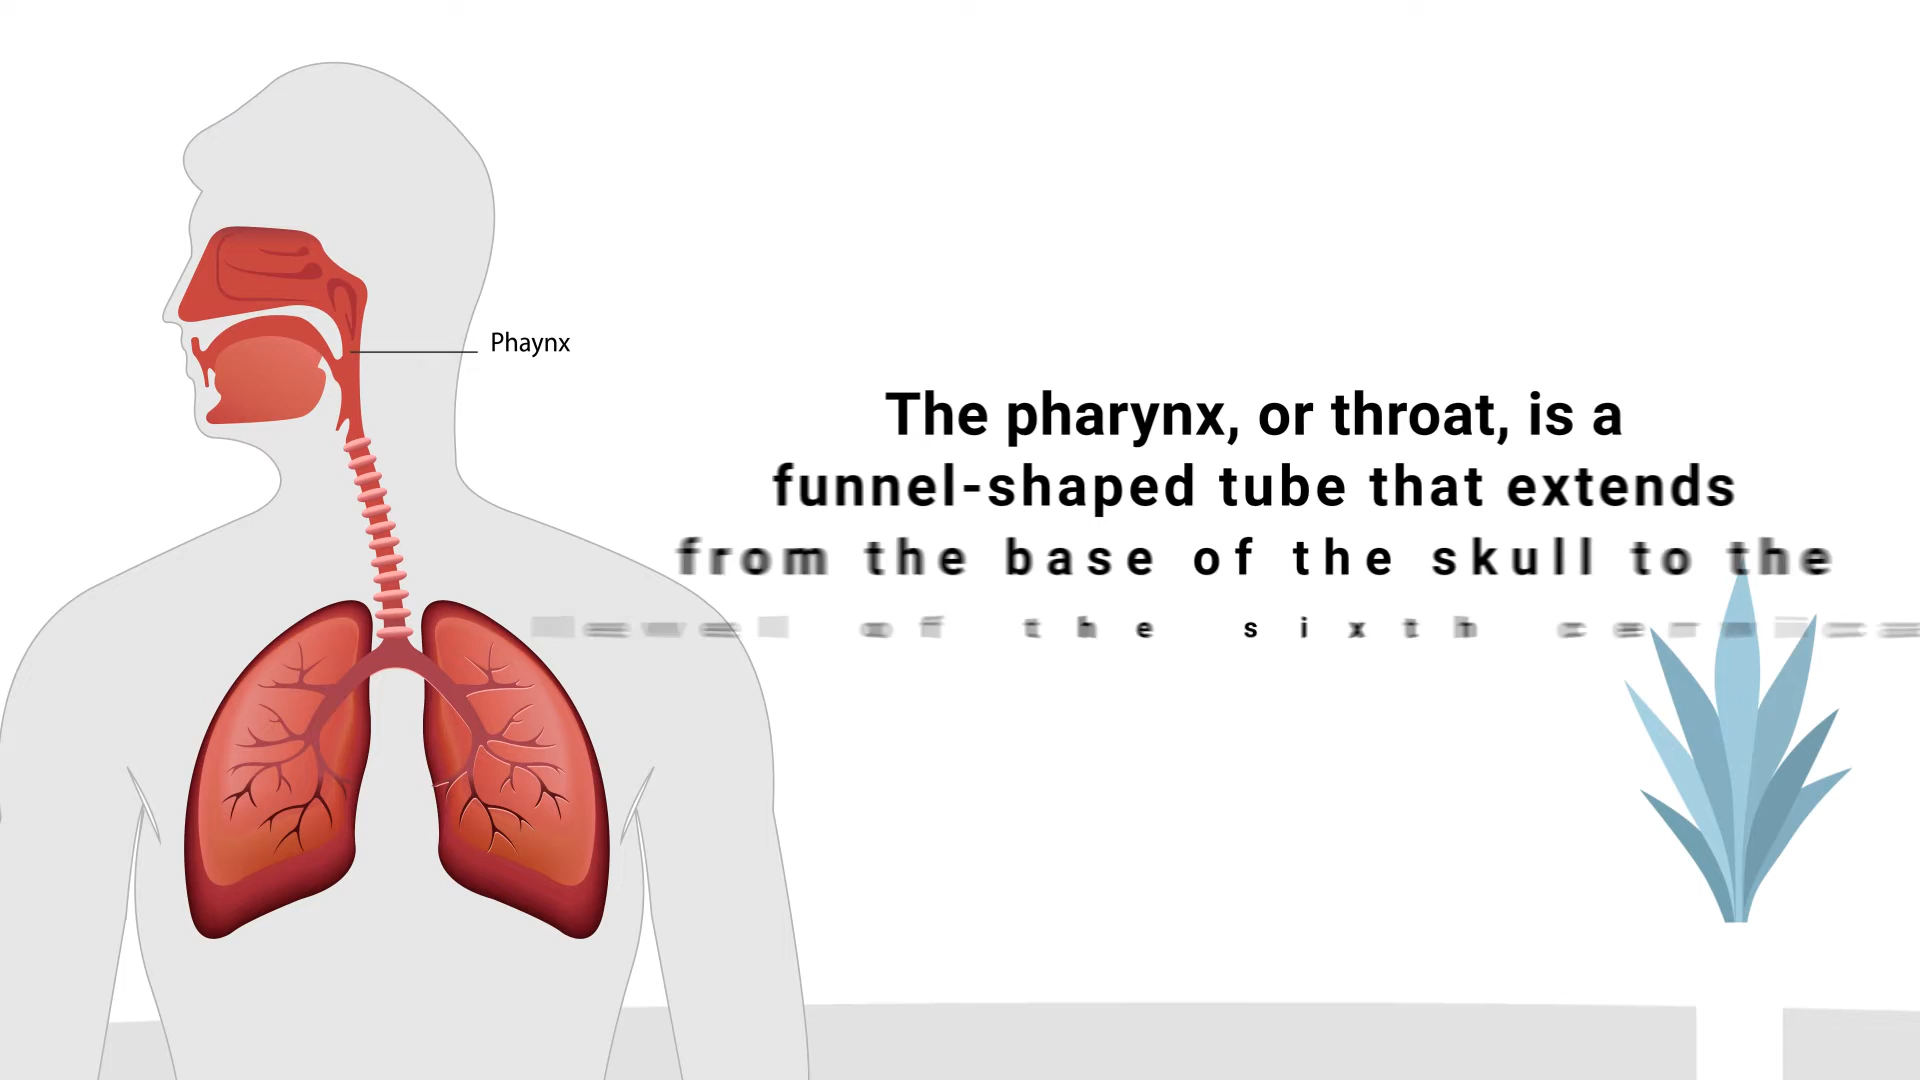 Phaynx
The pharynx, or throat, is a
funnel-shaped tube that extends
from the base of the skull to the
level of the sixth